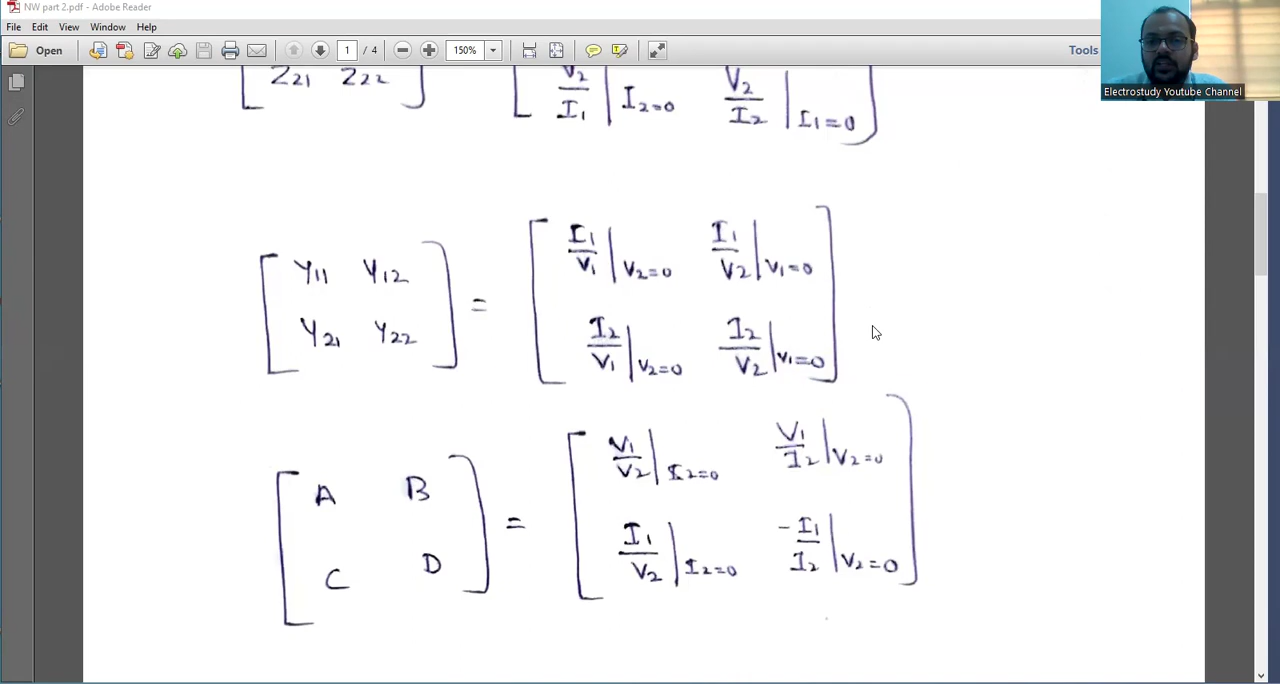 NW part 2.pdf - Adobe Reader
File Edit View Window Help
Open 1 / 4 150% Tools
Electrostudy Youtube Channel
Z21 Z22 V2/I1 | I2=0 V2/I2 | I1=0
[ Y11 Y12 ] = [ I1/V1 | V2=0 I1/V2 | V1=0 ]
[ Y21 Y22 ] [ I2/V1 | V2=0 I2/V2 | V1=0 ]
[ A B ] = [ V1/V2 | I2=0 V1/I2 | V2=0 ]
[ C D ] [ I1/V2 | I2=0 -I1/I2 | V2=0 ]